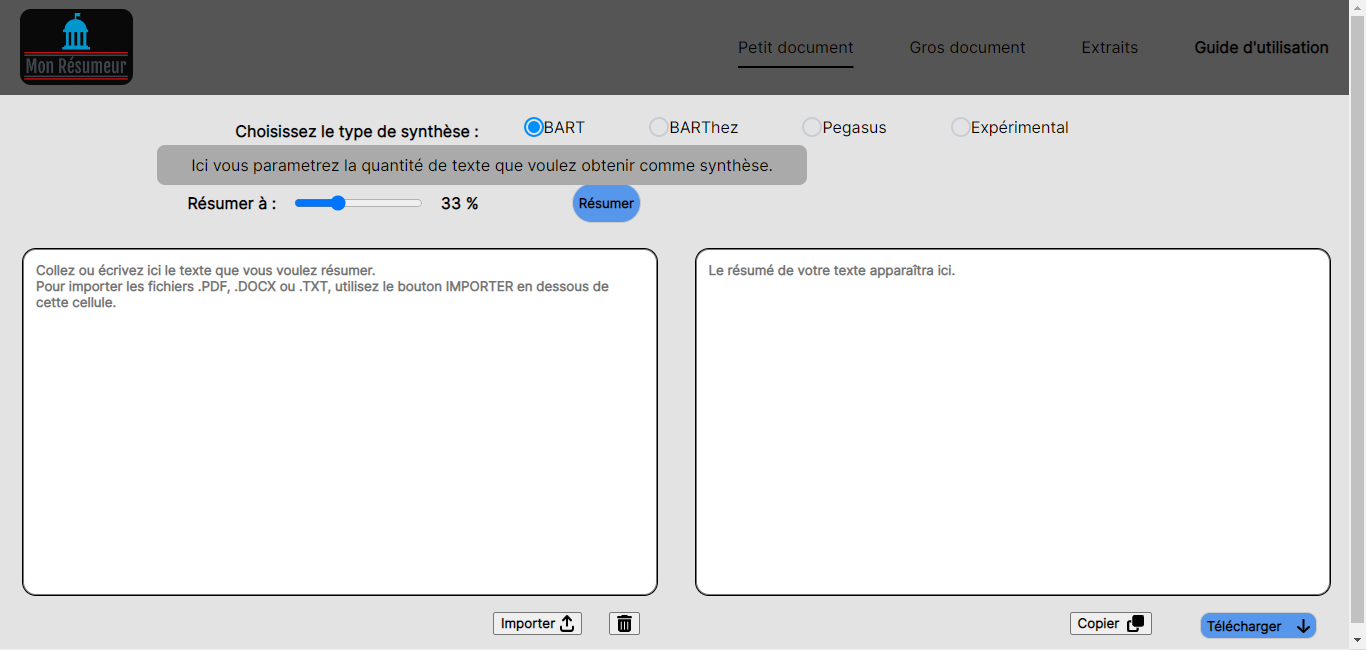 Mon Résumeur
Petit document
Gros document
Extraits
Guide d'utilisation
Choisissez le type de synthèse :
BART
BARThez
Pegasus
Expérimental
Ici vous parametrez la quantité de texte que voulez obtenir comme synthèse.
Résumer à :
33 %
Résumer
Collez ou écrivez ici le texte que vous voulez résumer.
Pour importer les fichiers .PDF, .DOCX ou .TXT, utilisez le bouton IMPORTER en dessous de
cette cellule.
Le résumé de votre texte apparaîtra ici.
Importer
Copier
Télécharger